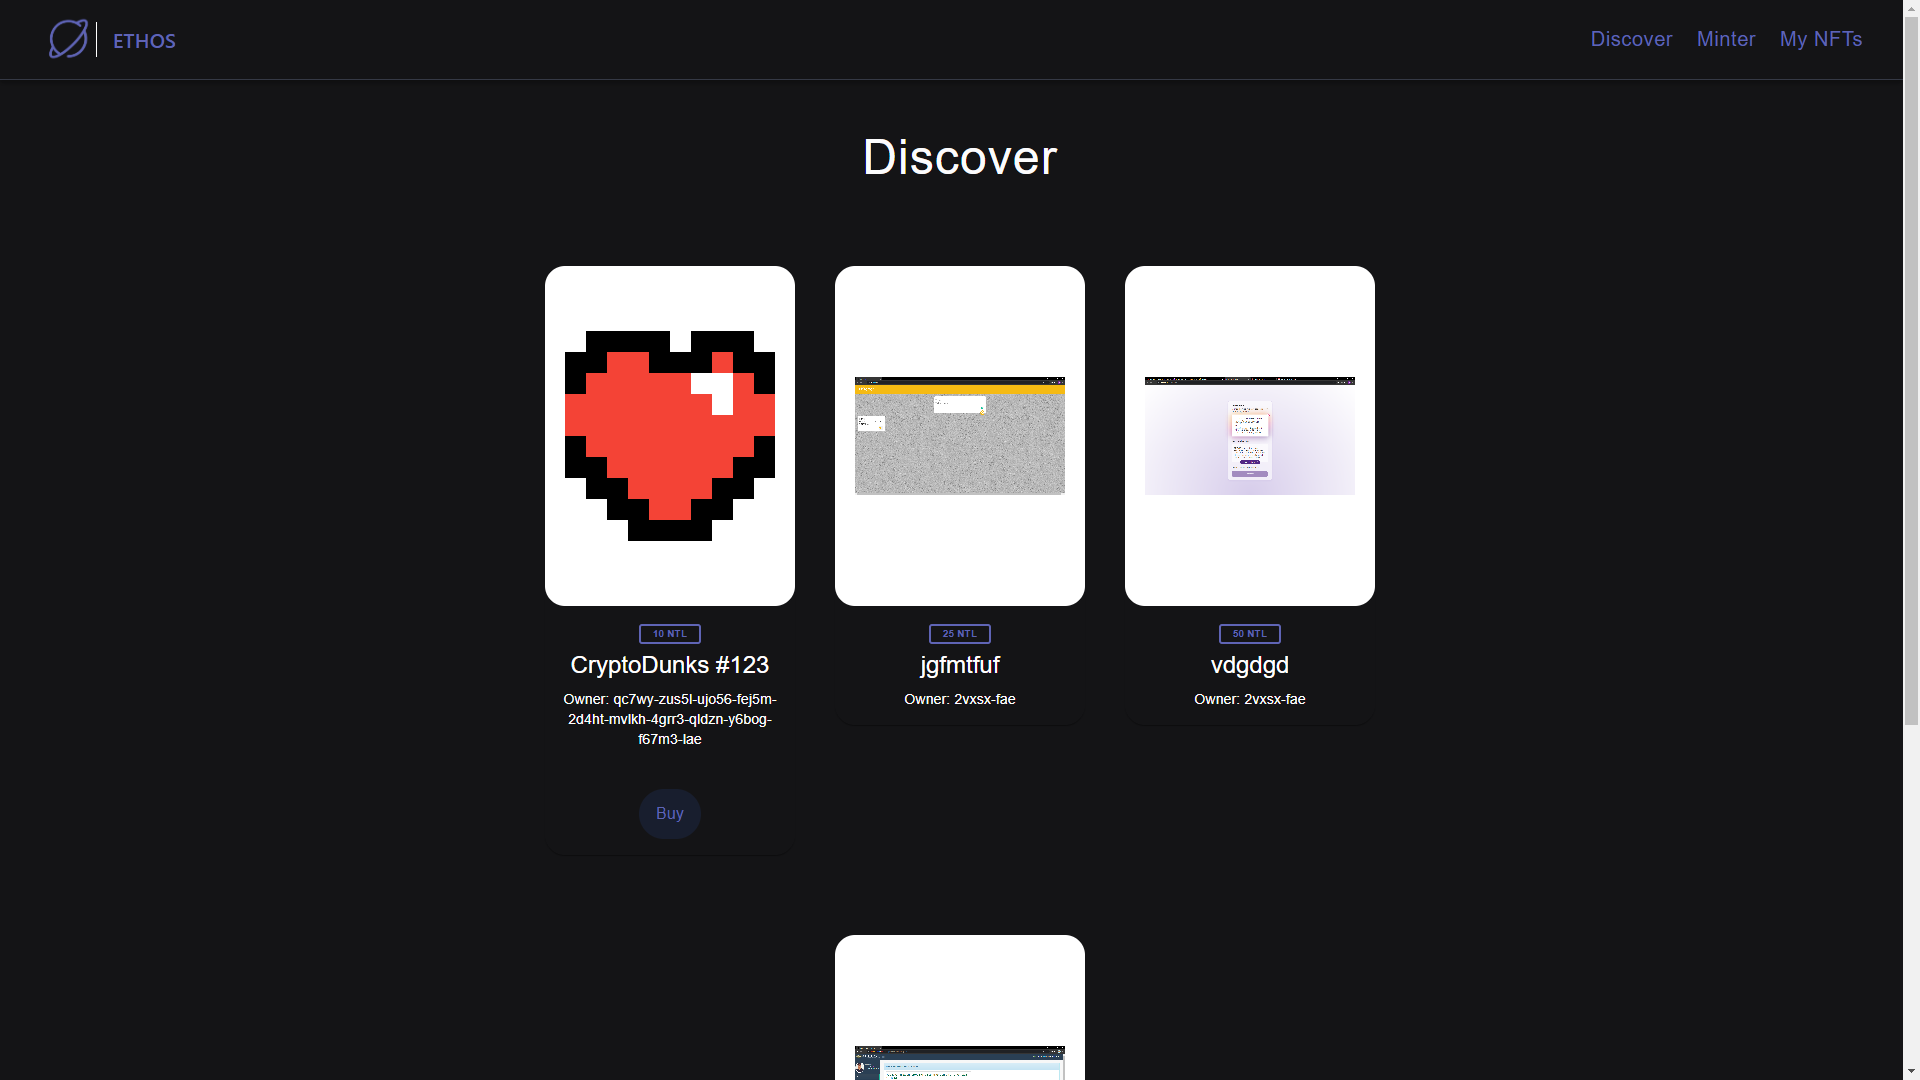 ETHOS
Discover Minter My NFTs
Discover
10 NTL
CryptoDunks #123
Owner: qc7wy-zus5l-ujo56-fej5m-
2d4ht-mvlkh-4grr3-qldzn-y6bog-
f67m3-lae
Buy
25 NTL
jgfmtfuf
Owner: 2vxsx-fae
50 NTL
vdgdgd
Owner: 2vxsx-fae